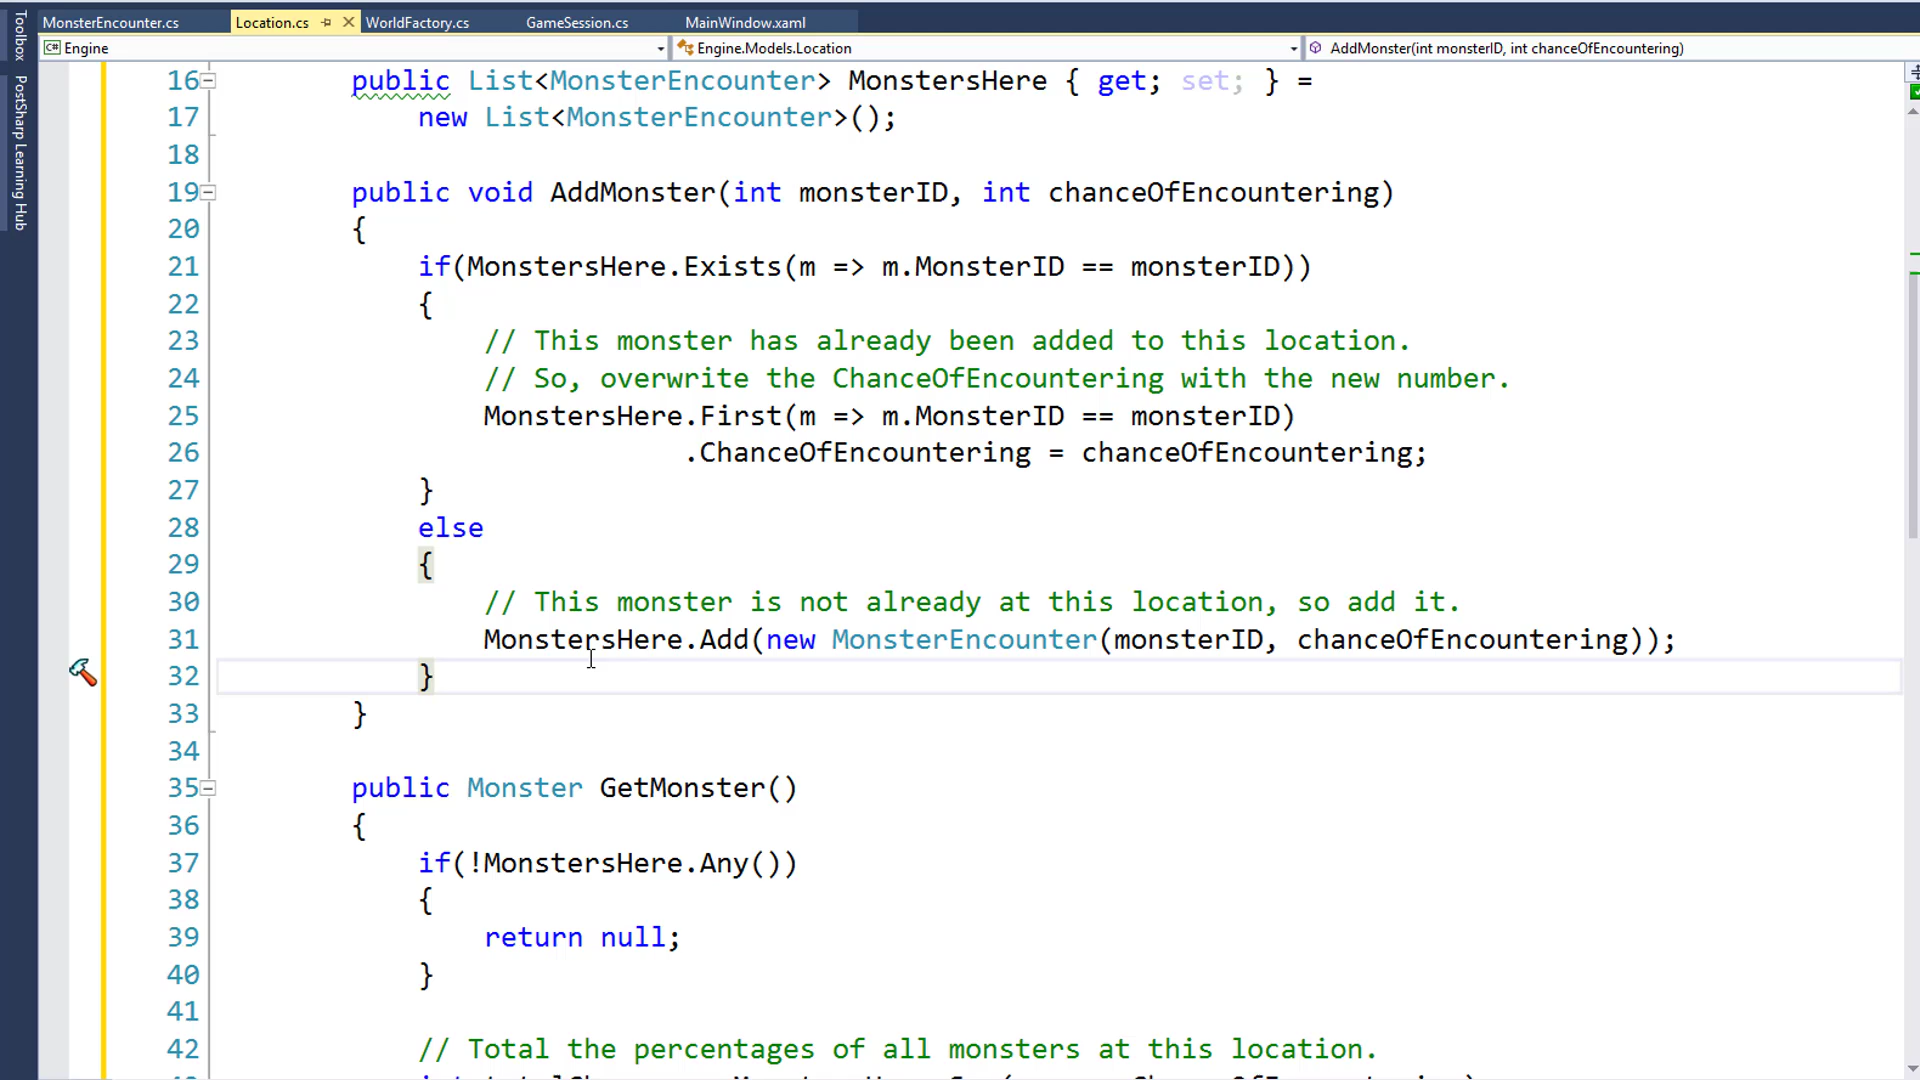 MonsterEncounter.cs Location.cs WorldFactory.cs GameSession.cs MainWindow.xaml
C# Engine Engine.Models.Location AddMonster(int monsterID, int chanceOfEncountering)
Toolbox
PostSharp Learning Hub
16 public List<MonsterEncounter> MonstersHere { get; set; } =
17 new List<MonsterEncounter>();
18
19 public void AddMonster(int monsterID, int chanceOfEncountering)
20 {
21 if(MonstersHere.Exists(m => m.MonsterID == monsterID))
22 {
23 // This monster has already been added to this location.
24 // So, overwrite the ChanceOfEncountering with the new number.
25 MonstersHere.First(m => m.MonsterID == monsterID)
26 .ChanceOfEncountering = chanceOfEncountering;
27 }
28 else
29 {
30 // This monster is not already at this location, so add it.
31 MonstersHere.Add(new MonsterEncounter(monsterID, chanceOfEncountering));
32 }
33 }
34
35 public Monster GetMonster()
36 {
37 if(!MonstersHere.Any())
38 {
39 return null;
40 }
41
42 // Total the percentages of all monsters at this location.